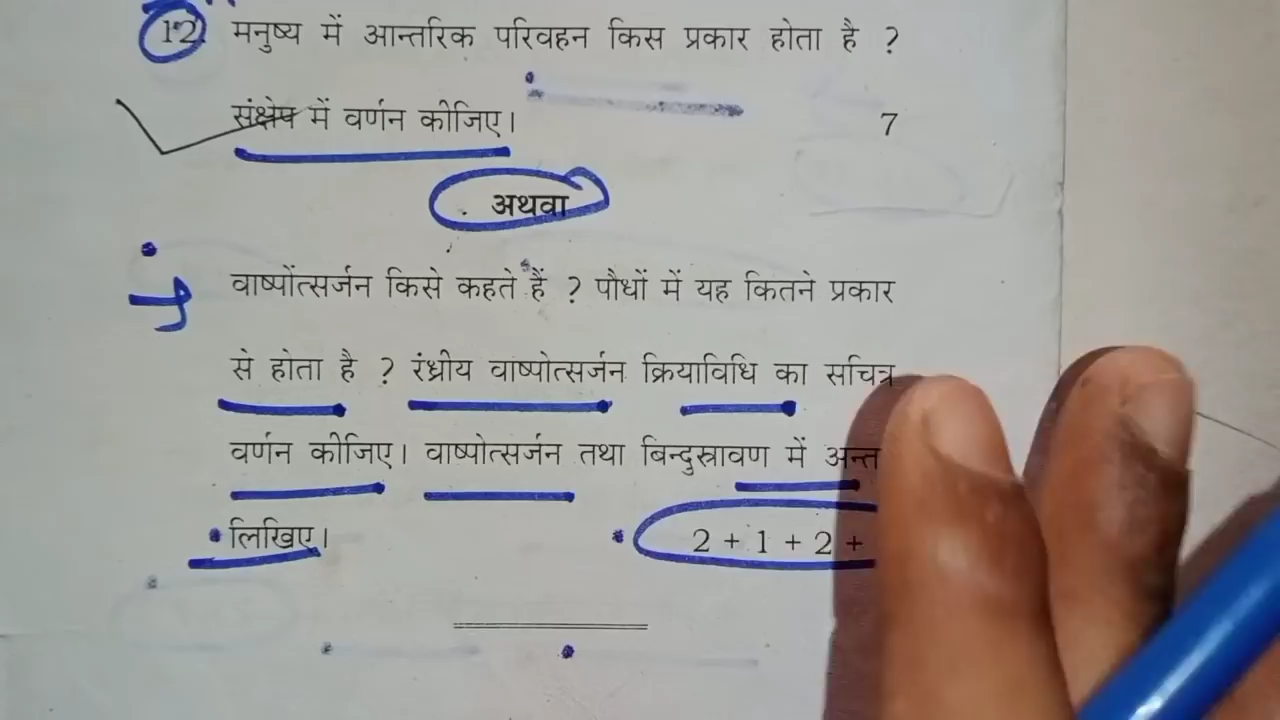 12. मनुष्य में आन्तरिक परिवहन किस प्रकार होता है ?
संक्षेप में वर्णन कीजिए। 7
अथवा
वाष्पोंत्सर्जन किसे कहते हैं ? पौधों में यह कितने प्रकार
से होता है ? रंध्रीय वाष्पोत्सर्जन क्रियाविधि का सचित्र
वर्णन कीजिए। वाष्पोत्सर्जन तथा बिन्दुस्रावण में अन्त
लिखिए। 2 + 1 + 2 +